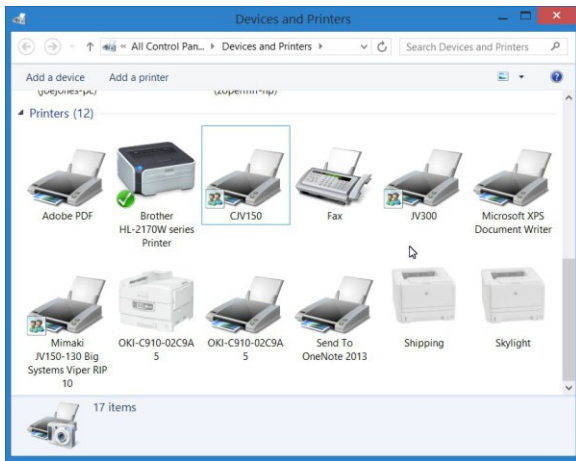 Devices and Printers
« All Control Pan... Devices and Printers Search Devices and Printers
Add a device Add a printer
(joejones-pc)
Printers (12)
Adobe PDF
Brother
HL-2170W series
Printer
CJV150
Fax
JV300
Microsoft XPS
Document Writer
Mimaki
JV150-130 Big
Systems Viper RIP
10
OKI-C910-02C9A
5
OKI-C910-02C9A
5
Send To
OneNote 2013
Shipping
Skylight
17 items